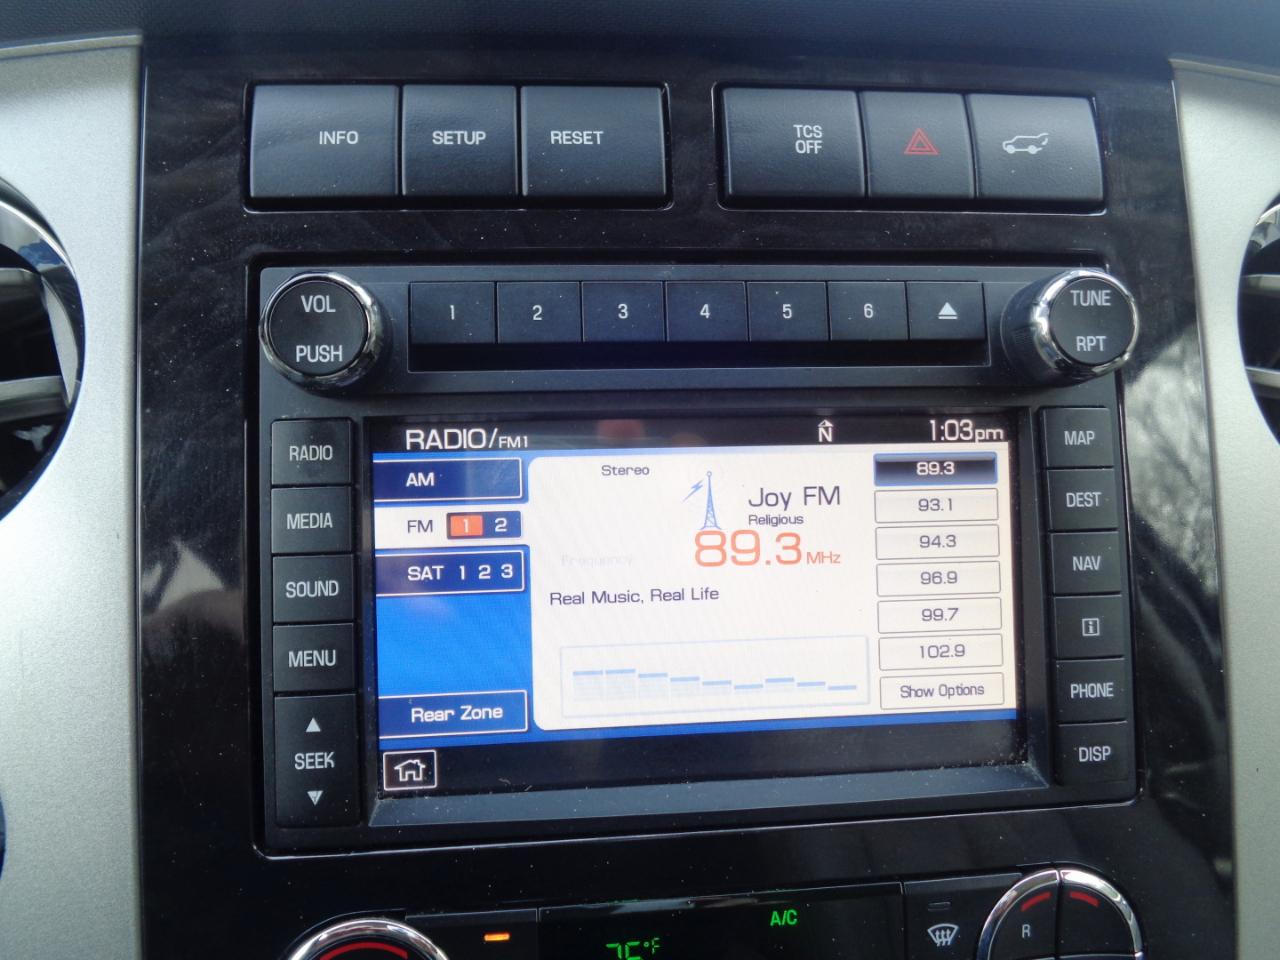 INFO
SETUP
RESET
TCS
OFF
VOL
PUSH
1 2 3 4 5 6
TUNE
RPT
RADIO
MEDIA
SOUND
MENU
SEEK
RADIO/FM1
N
1:03pm
AM
FM 1 2
SAT 1 2 3
Rear Zone
Stereo
Joy FM
Religious
Frequency
89.3 MHz
Real Music, Real Life
89.3
93.1
94.3
96.9
99.7
102.9
Show Options
MAP
DEST
NAV
i
PHONE
DISP
A/C
75°F
R